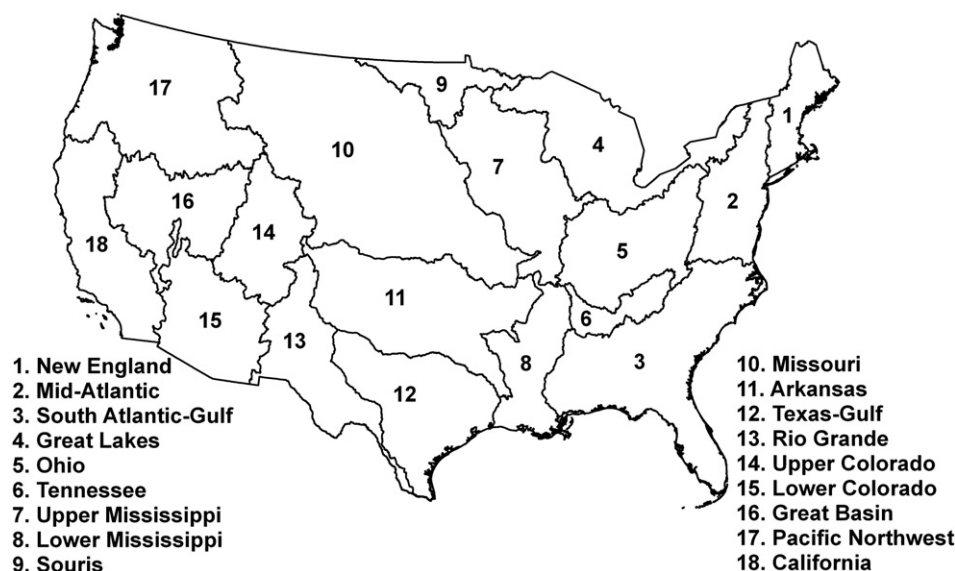 17
9
1
10
4
7
2
16
18
14
5
11
15
6
13
3
8
12
1. New England
2. Mid-Atlantic
3. South Atlantic-Gulf
4. Great Lakes
5. Ohio
6. Tennessee
7. Upper Mississippi
8. Lower Mississippi
9. Souris
10. Missouri
11. Arkansas
12. Texas-Gulf
13. Rio Grande
14. Upper Colorado
15. Lower Colorado
16. Great Basin
17. Pacific Northwest
18. California